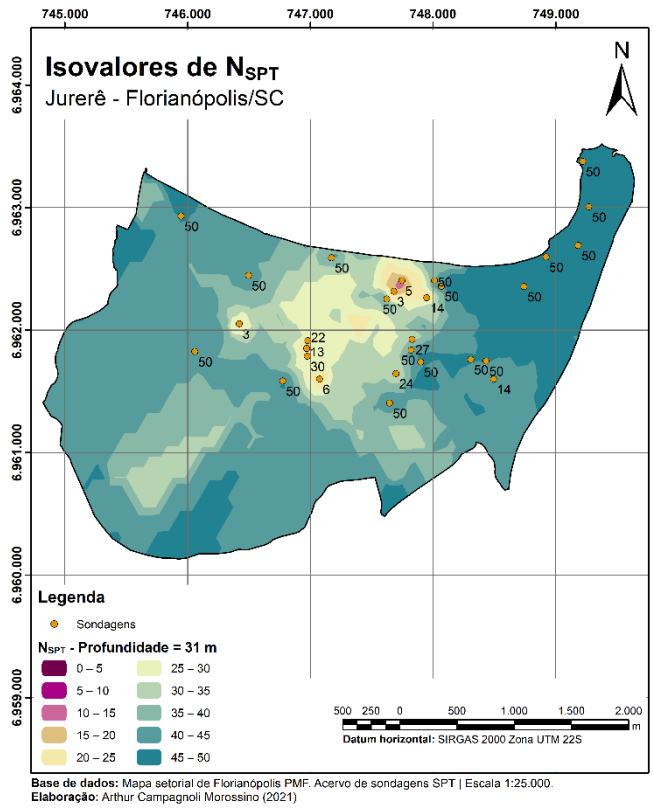 745.000 746.000 747.000 748.000 749.000
6.964.000
6.963.000
6.962.000
6.961.000
6.960.000
6.959.000
Isovalores de NSPT
Jurerê - Florianópolis/SC
N
50
50
50
50
50
50
50
50
5
3
50
50
50
14
3
22
13
30
6
50
50
27
50
50
24
50
50
50
14
Legenda
Sondagens
NSPT - Profundidade = 31 m
0 – 5
5 – 10
10 – 15
15 – 20
20 – 25
25 – 30
30 – 35
35 – 40
40 – 45
45 – 50
500 250 0 500 1.000 1.500 2.000
m
Datum horizontal: SIRGAS 2000 Zona UTM 22S
Base de dados: Mapa setorial de Florianópolis PMF. Acervo de sondagens SPT | Escala 1:25.000.
Elaboração: Arthur Campagnoli Morossino (2021)